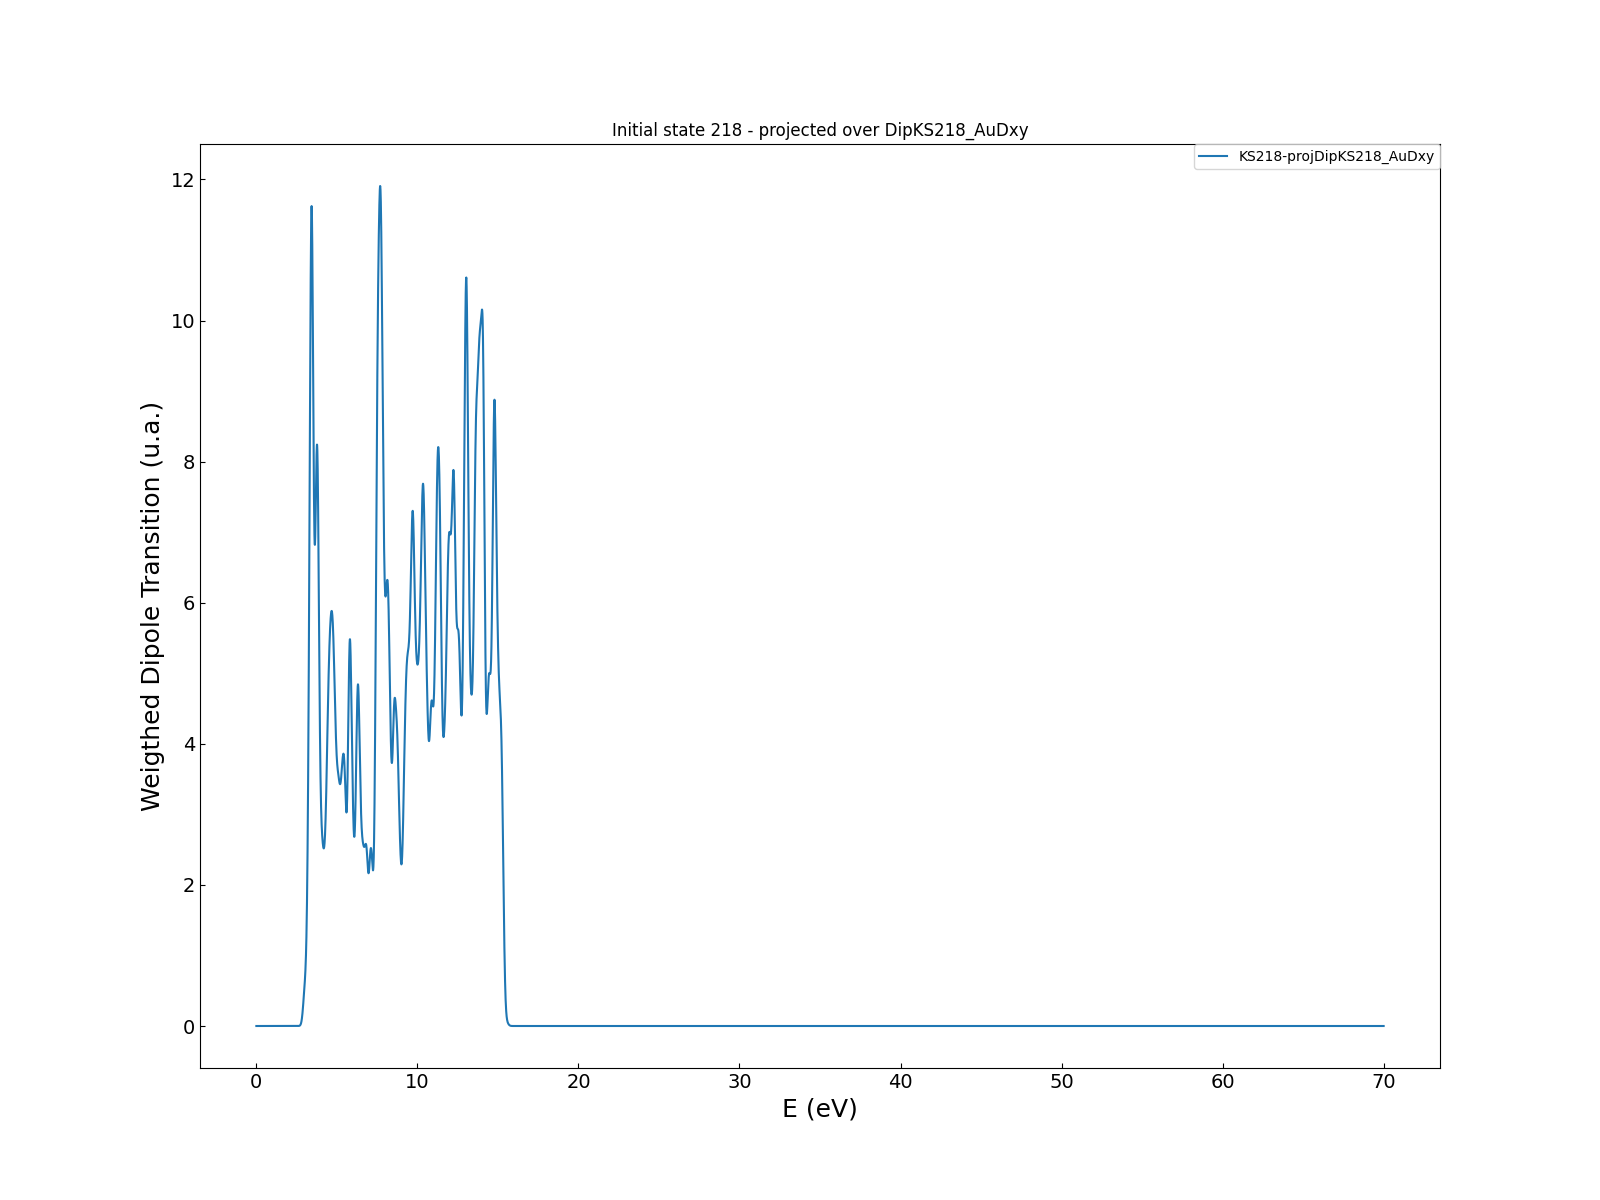 Initial state 218 - projected over DipKS218_AuDxy
KS218-projDipKS218_AuDxy
12
10
8
6
4
2
0
Weigthed Dipole Transition (u.a.)
0 10 20 30 40 50 60 70
E (eV)